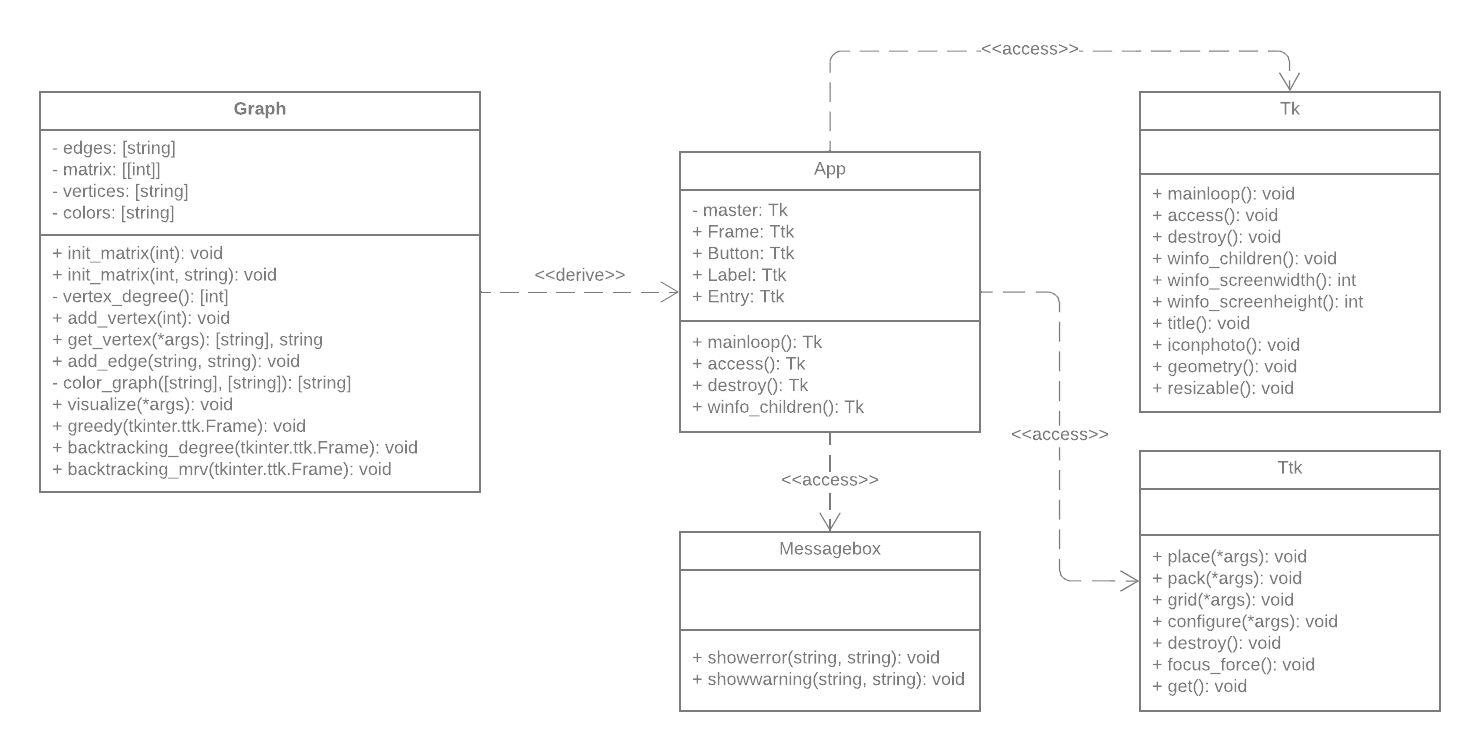 Graph
- edges: [string]
- matrix: [[int]]
- vertices: [string]
- colors: [string]
+ init_matrix(int): void
+ init_matrix(int, string): void
- vertex_degree(): [int]
+ add_vertex(int): void
+ get_vertex(*args): [string], string
+ add_edge(string, string): void
- color_graph([string], [string]): [string]
+ visualize(*args): void
+ greedy(tkinter.ttk.Frame): void
+ backtracking_degree(tkinter.ttk.Frame): void
+ backtracking_mrv(tkinter.ttk.Frame): void
<<derive>>
App
- master: Tk
+ Frame: Ttk
+ Button: Ttk
+ Label: Ttk
+ Entry: Ttk
+ mainloop(): Tk
+ access(): Tk
+ destroy(): Tk
+ winfo_children(): Tk
<<access>>
Messagebox
+ showerror(string, string): void
+ showwarning(string, string): void
<<access>>
Tk
+ mainloop(): void
+ access(): void
+ destroy(): void
+ winfo_children(): void
+ winfo_screenwidth(): int
+ winfo_screenheight(): int
+ title(): void
+ iconphoto(): void
+ geometry(): void
+ resizable(): void
<<access>>
Ttk
+ place(*args): void
+ pack(*args): void
+ grid(*args): void
+ configure(*args): void
+ destroy(): void
+ focus_force(): void
+ get(): void